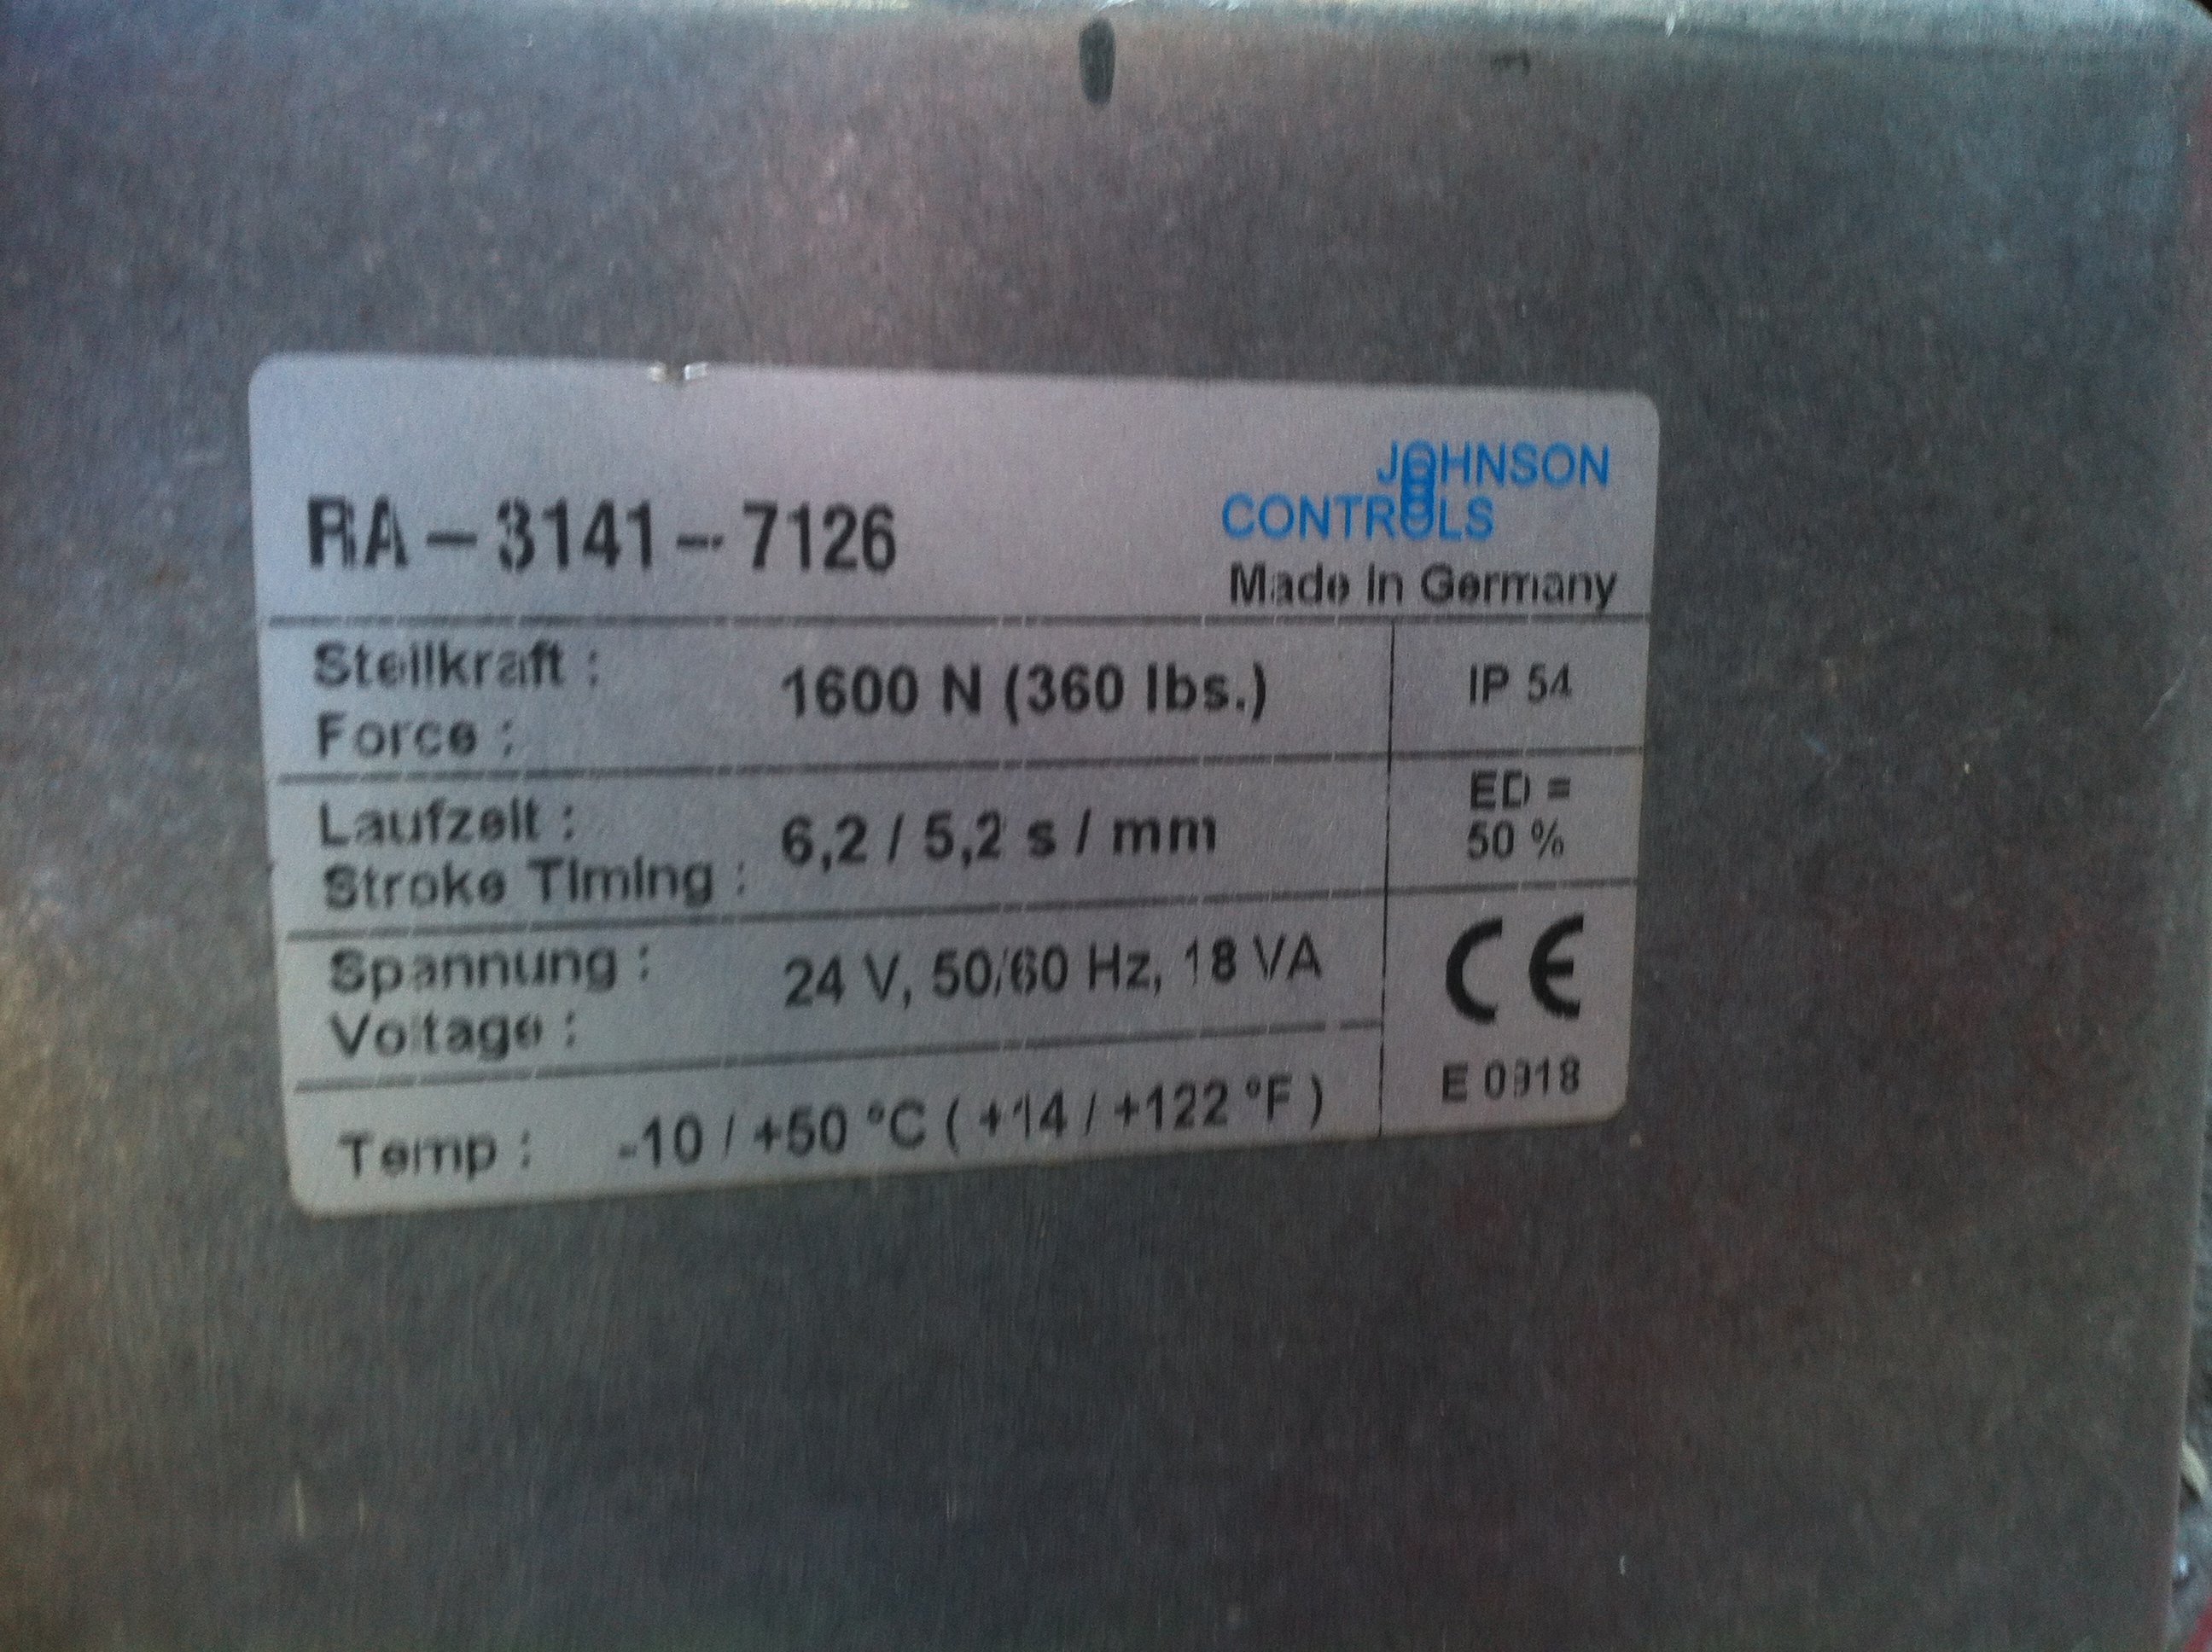 JOHNSON
CONTROLS
RA - 3141 - 7126
Made in Germany
Stellkraft :
Force :
1600 N (360 lbs.)
IP 54
Laufzeit :
Stroke Timing :
6,2 / 5,2 s / mm
ED =
50 %
Spannung :
Voltage :
24 V, 50/60 Hz, 18 VA
CE
Temp : -10 / +50 °C ( +14 / +122 °F )
E 0918